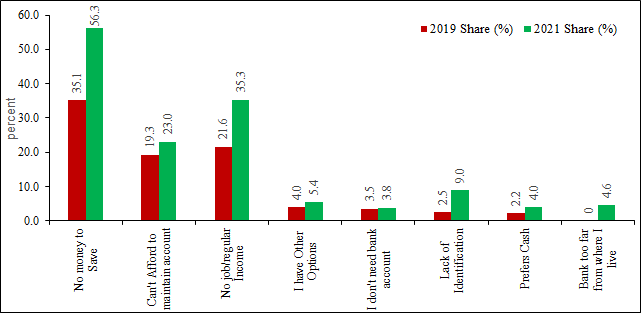 60.0
50.0
40.0
30.0
20.0
10.0
0.0
percent
2019 Share (%)
2021 Share (%)
35.1
56.3
19.3
23.0
21.6
35.3
4.0
5.4
3.5
3.8
2.5
9.0
2.2
4.0
0
4.6
No money to
Save
Can't Afford to
maintain account
No job/regular
Income
I have Other
Options
I don't need bank
account
Lack of
Identification
Prefers Cash
Bank too far
from where I
live